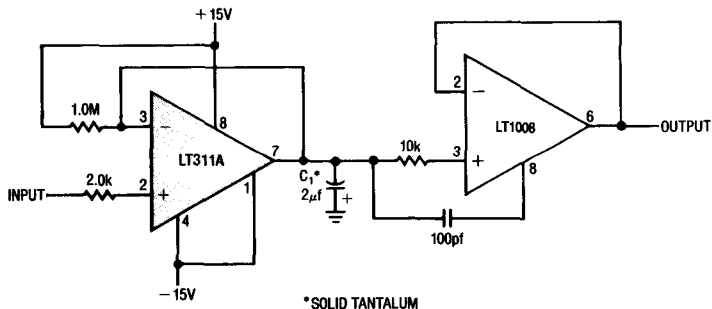 +15V
1.0M
3
−
8
LT311A
7
INPUT
2.0k
2
+
1
4
−15V
C₁*
2μf
+
10k
2
−
LT1008
6
OUTPUT
3
+
8
100pf
*SOLID TANTALUM